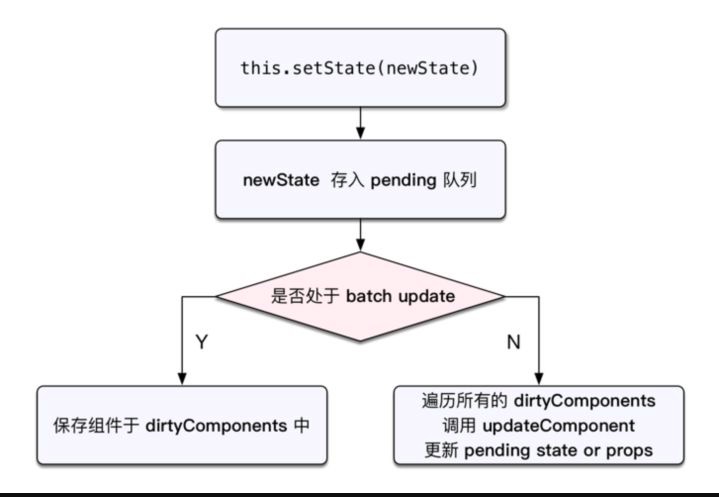 this.setState(newState)
newState 存入 pending 队列
是否处于 batch update
Y
N
保存组件于 dirtyComponents 中
遍历所有的 dirtyComponents
调用 updateComponent
更新 pending state or props